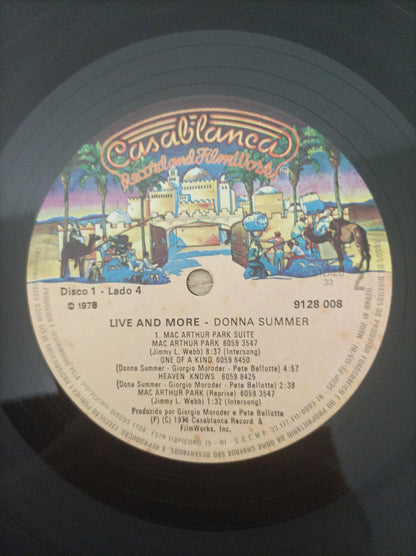 Casablanca
Record and FilmWorks
STEREO
33
Disco 1 - Lado 4
2
© 1978
9128 008
LIVE AND MORE - DONNA SUMMER
1. MAC ARTHUR PARK SUITE
MAC ARTHUR PARK 6059 3547
(Jimmy L. Webb) 8:37 (Intersong)
ONE OF A KIND 6059 8450
(Donna Summer - Giorgio Moroder - Pete Bellotte) 4:57
HEAVEN KNOWS 6059 8425
(Dona Summer - Giorgio Moroder - Pete Bellotte) 2:38
MAC ARTHUR PARK (Reprise) 6059 3547
(Jimmy L. Webb) 1:32 (Intersong)
Produzido por Giorgio Moroder e Pete Bellotte
(P) (C) 1978 Casablanca Record &
FilmWorks, Inc.